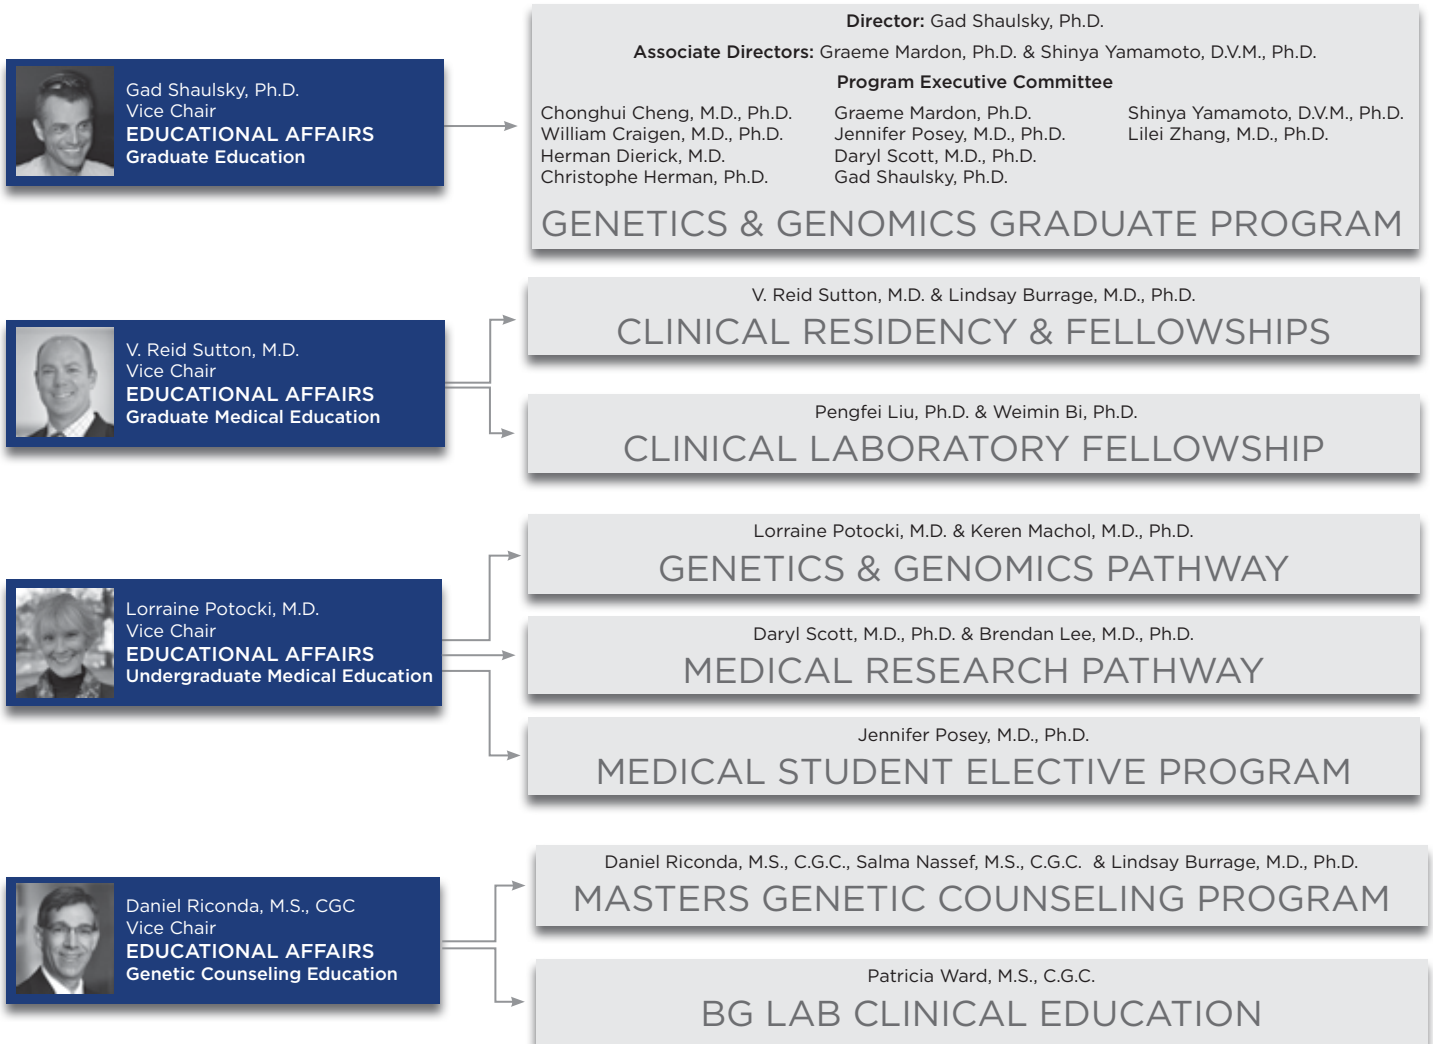 Gad Shaulsky, Ph.D.
Vice Chair
EDUCATIONAL AFFAIRS
Graduate Education
Director: Gad Shaulsky, Ph.D.
Associate Directors: Graeme Mardon, Ph.D. & Shinya Yamamoto, D.V.M., Ph.D.
Program Executive Committee
Chonghui Cheng, M.D., Ph.D.
William Craigen, M.D., Ph.D.
Herman Dierick, M.D.
Christophe Herman, Ph.D.
Graeme Mardon, Ph.D.
Jennifer Posey, M.D., Ph.D.
Daryl Scott, M.D., Ph.D.
Gad Shaulsky, Ph.D.
Shinya Yamamoto, D.V.M., Ph.D.
Lilei Zhang, M.D., Ph.D.
GENETICS & GENOMICS GRADUATE PROGRAM
V. Reid Sutton, M.D.
Vice Chair
EDUCATIONAL AFFAIRS
Graduate Medical Education
V. Reid Sutton, M.D. & Lindsay Burrage, M.D., Ph.D.
CLINICAL RESIDENCY & FELLOWSHIPS
Pengfei Liu, Ph.D. & Weimin Bi, Ph.D.
CLINICAL LABORATORY FELLOWSHIP
Lorraine Potocki, M.D.
Vice Chair
EDUCATIONAL AFFAIRS
Undergraduate Medical Education
Lorraine Potocki, M.D. & Keren Machol, M.D., Ph.D.
GENETICS & GENOMICS PATHWAY
Daryl Scott, M.D., Ph.D. & Brendan Lee, M.D., Ph.D.
MEDICAL RESEARCH PATHWAY
Jennifer Posey, M.D., Ph.D.
MEDICAL STUDENT ELECTIVE PROGRAM
Daniel Riconda, M.S., CGC
Vice Chair
EDUCATIONAL AFFAIRS
Genetic Counseling Education
Daniel Riconda, M.S., C.G.C., Salma Nassef, M.S., C.G.C. & Lindsay Burrage, M.D., Ph.D.
MASTERS GENETIC COUNSELING PROGRAM
Patricia Ward, M.S., C.G.C.
BG LAB CLINICAL EDUCATION